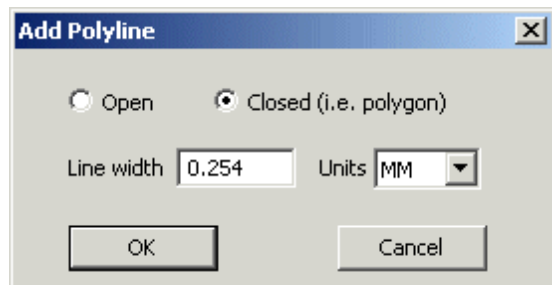 Add Polyline
Open Closed (i.e. polygon)
Line width 0.254 Units MM
OK Cancel